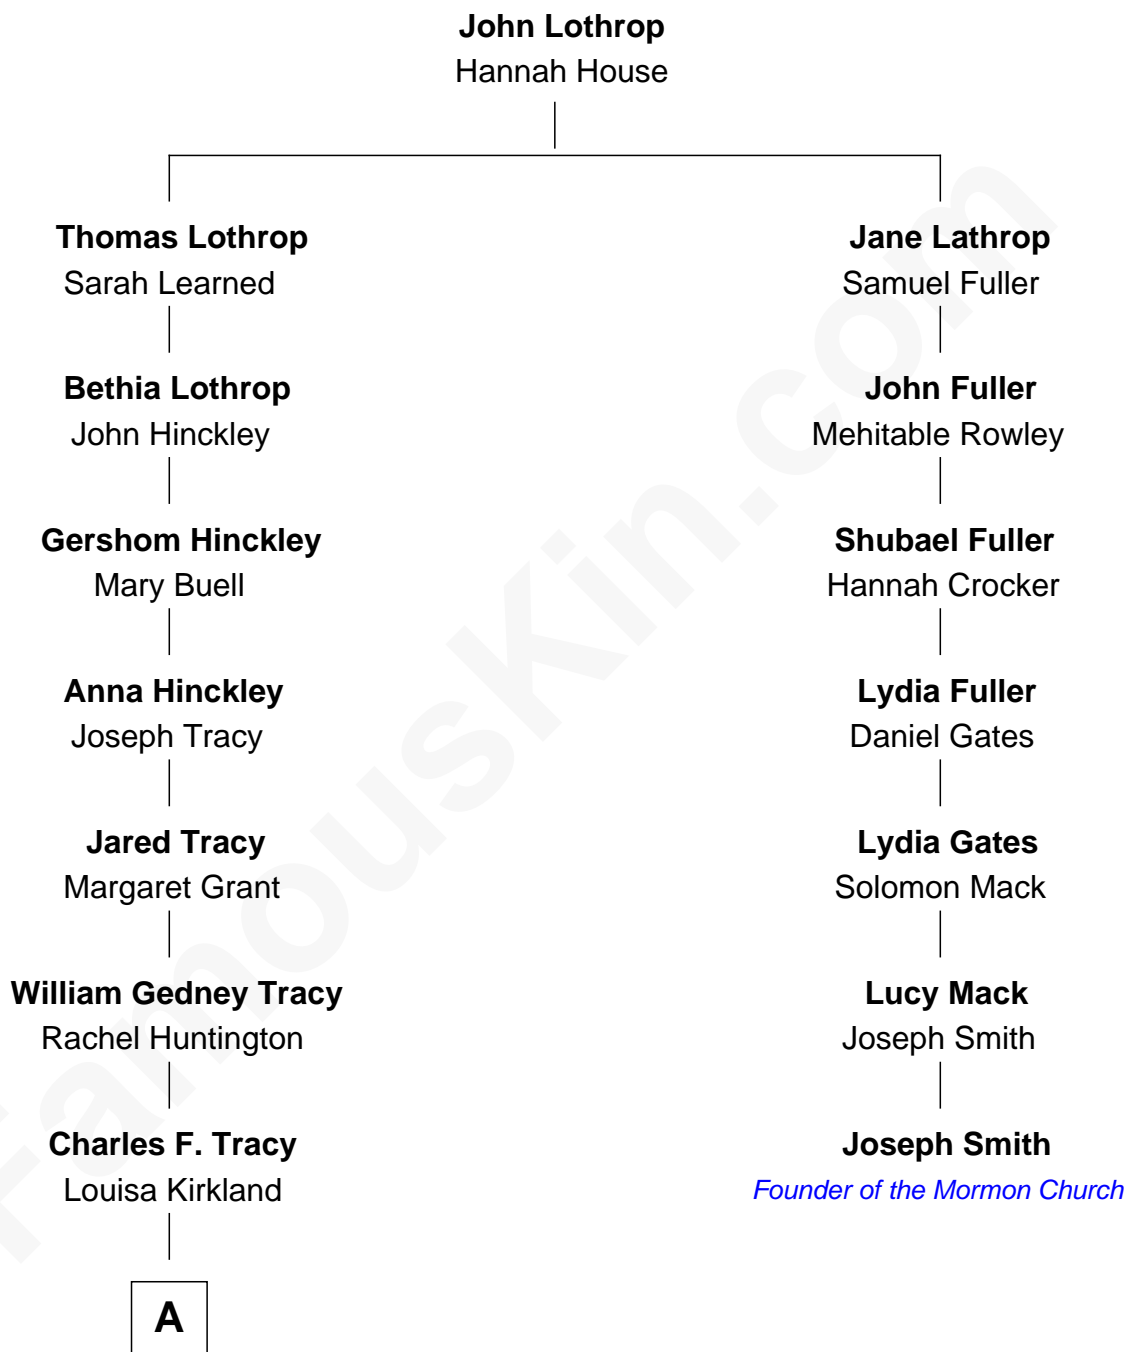 John Lothrop
Hannah House
Thomas Lothrop
Sarah Learned
Jane Lathrop
Samuel Fuller
Bethia Lothrop
John Hinckley
John Fuller
Mehitable Rowley
Gershom Hinckley
Mary Buell
Shubael Fuller
Hannah Crocker
Anna Hinckley
Joseph Tracy
Lydia Fuller
Daniel Gates
Jared Tracy
Margaret Grant
Lydia Gates
Solomon Mack
William Gedney Tracy
Rachel Huntington
Lucy Mack
Joseph Smith
Charles F. Tracy
Louisa Kirkland
Joseph Smith
Founder of the Mormon Church
A
FamousKin.com